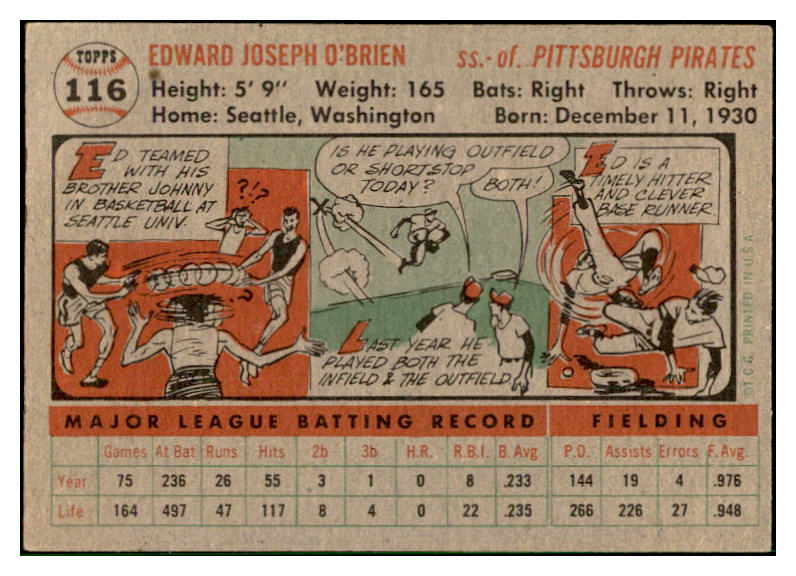 TOPPS
116
EDWARD JOSEPH O'BRIEN ss.-of. PITTSBURGH PIRATES
Height: 5' 9" Weight: 165 Bats: Right Throws: Right
Home: Seattle, Washington Born: December 11, 1930
ED TEAMED
WITH HIS
BROTHER JOHNNY
IN BASKETBALL AT
SEATTLE UNIV.
?!?
?
IS HE PLAYING OUTFIELD
OR SHORTSTOP
TODAY?
BOTH!
LAST YEAR HE
PLAYED BOTH THE
INFIELD & THE OUTFIELD
ED IS A
TIMELY HITTER
AND CLEVER
BASE RUNNER.
©T.C.G. PRINTED IN U.S.A.
MAJOR LEAGUE BATTING RECORD FIELDING
Games At Bat Runs Hits 2b 3b H.R. R.B.I. B. Avg P.O. Assists Errors F. Avg.
Year 75 236 26 55 3 1 0 8 .233 144 19 4 .976
Life 164 497 47 117 8 4 0 22 .235 266 226 27 .948